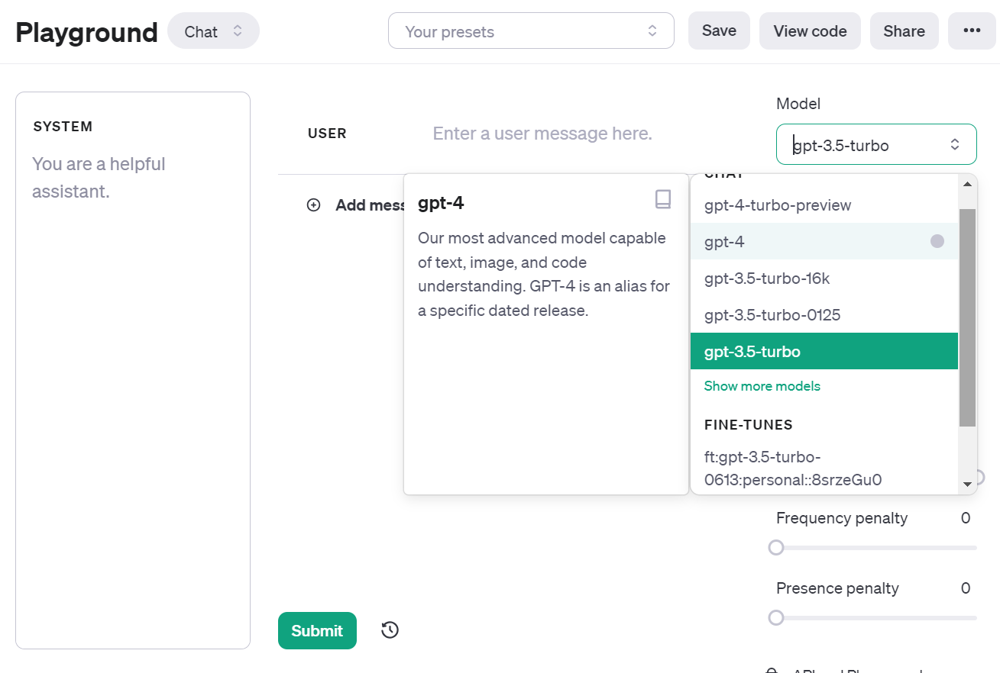 Playground
Chat
Your presets
Save
View code
Share
SYSTEM
You are a helpful
assistant.
USER
Enter a user message here.
Add mess
Model
gpt-3.5-turbo
gpt-4
Our most advanced model capable
of text, image, and code
understanding. GPT-4 is an alias for
a specific dated release.
CHAT
gpt-4-turbo-preview
gpt-4
gpt-3.5-turbo-16k
gpt-3.5-turbo-0125
gpt-3.5-turbo
Show more models
FINE-TUNES
ft:gpt-3.5-turbo-
0613:personal::8srzeGu0
Frequency penalty 0
Presence penalty 0
Submit